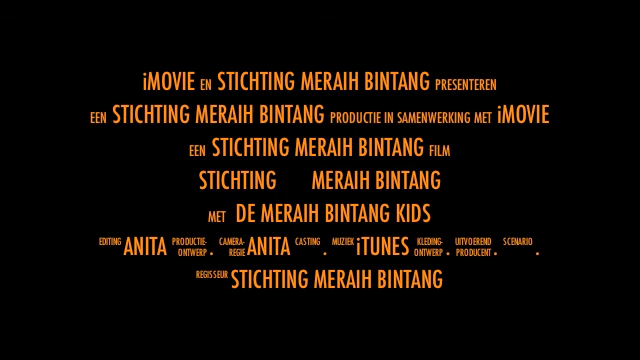 iMOVIE EN STICHTING MERAIH BINTANG PRESENTEREN
EEN STICHTING MERAIH BINTANG PRODUCTIE IN SAMENWERKING MET iMOVIE
EEN STICHTING MERAIH BINTANG FILM
STICHTING MERAIH BINTANG
MET DE MERAIH BINTANG KIDS
EDITING ANITA PRODUCTIE-ONTWERP . CAMERA-REGIE ANITA CASTING . MUZIEK iTUNES KLEDING-ONTWERP . UITVOEREND PRODUCENT . SCENARIO .
REGISSEUR STICHTING MERAIH BINTANG